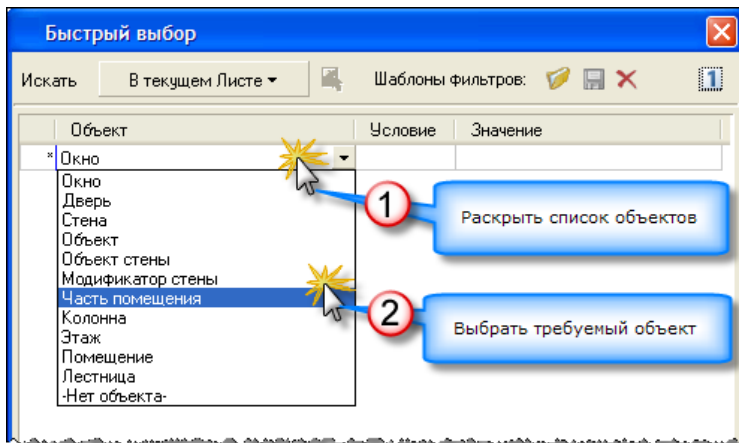 Быстрый выбор
Искать В текущем Листе Шаблоны фильтров: 1
Объект Условие Значение
* Окно
Окно
Дверь
Стена
Объект
Объект стены
Модификатор стены
Часть помещения
Колонна
Этаж
Помещение
Лестница
-Нет объекта-
1
Раскрыть список объектов
2
Выбрать требуемый объект